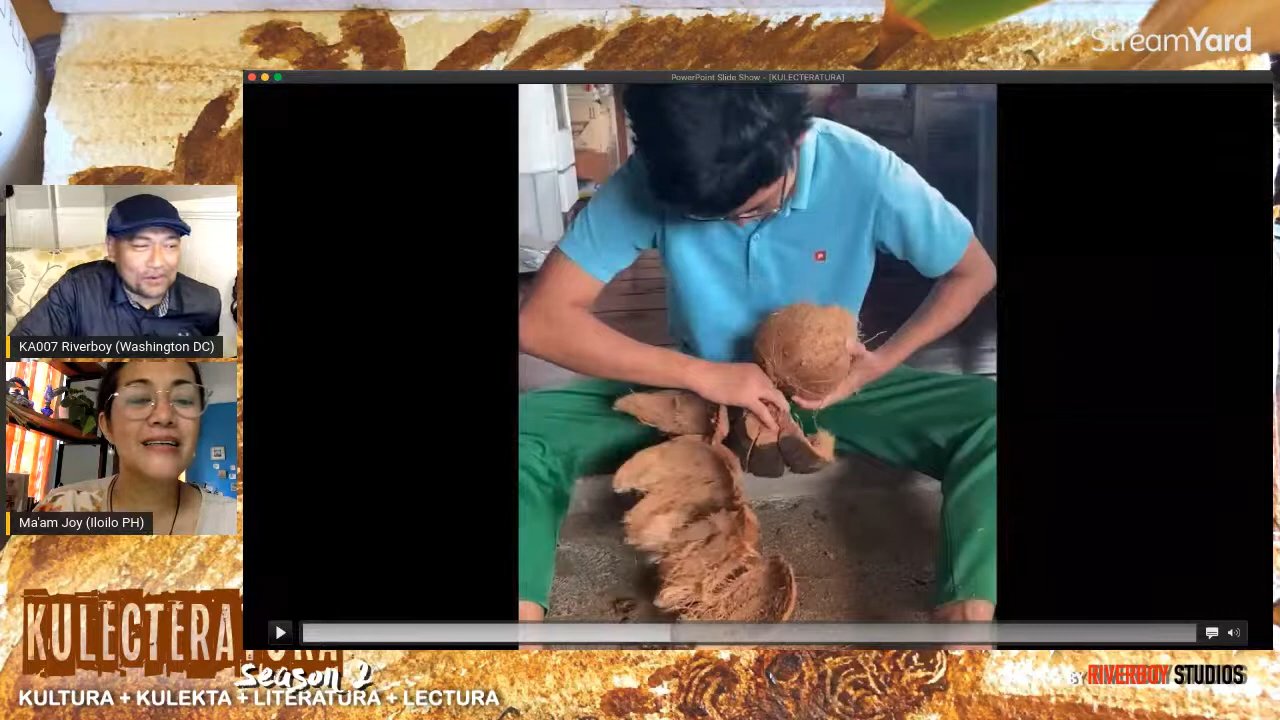 StreamYard
PowerPoint Slide Show - [KULECTERATURA]
KA007 Riverboy (Washington DC)
Ma'am Joy (Iloilo PH)
KULECTERATURA
Season 2
KULTURA + KULEKTA + LITERATURA + LECTURA
BY RIVERBOY STUDIOS